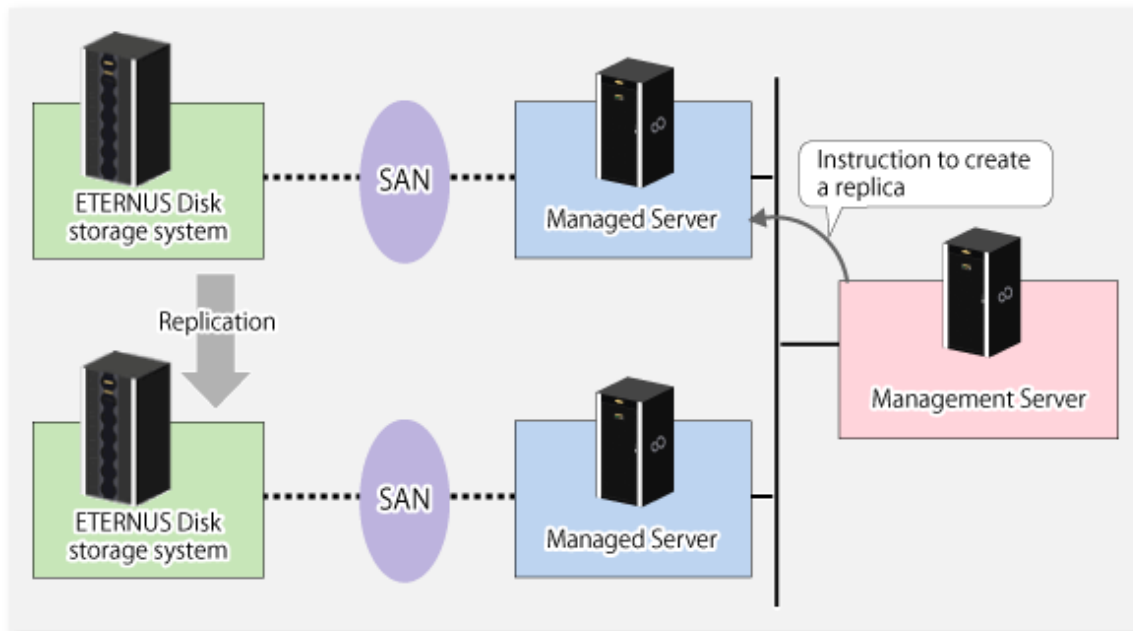 ETERNUS Disk
storage system
SAN
Managed Server
Instruction to create
a replica
Replication
Management Server
ETERNUS Disk
storage system
SAN
Managed Server